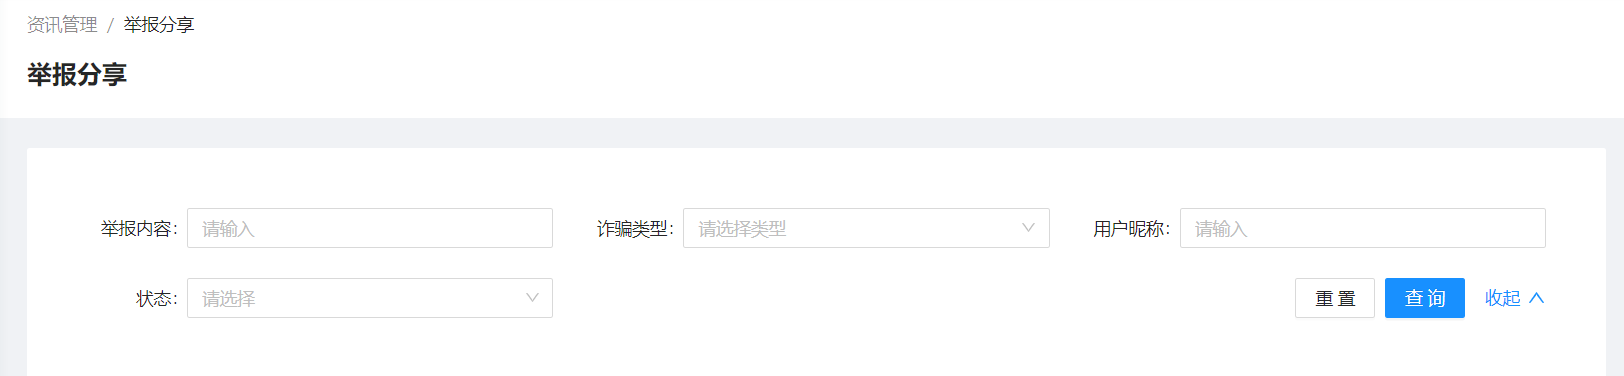 资讯管理 / 举报分享
举报分享
举报内容: 请输入 诈骗类型: 请选择类型 用户昵称: 请输入
状态: 请选择 重 置 查 询 收起